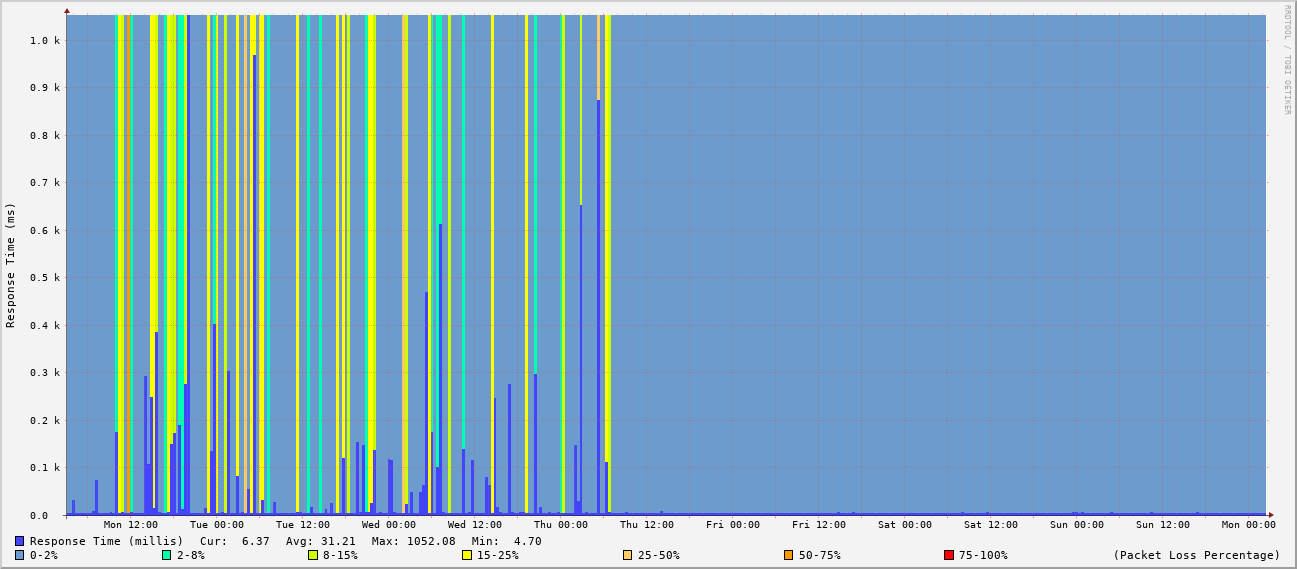 RRDTOOL / TOBI OETIKER
Response Time (ms)
1.0 k
0.9 k
0.8 k
0.7 k
0.6 k
0.5 k
0.4 k
0.3 k
0.2 k
0.1 k
0.0
Mon 12:00 Tue 00:00 Tue 12:00 Wed 00:00 Wed 12:00 Thu 00:00 Thu 12:00 Fri 00:00 Fri 12:00 Sat 00:00 Sat 12:00 Sun 00:00 Sun 12:00 Mon 00:00
Response Time (millis) Cur: 6.37 Avg: 31.21 Max: 1052.08 Min: 4.70
0-2% 2-8% 8-15% 15-25% 25-50% 50-75% 75-100% (Packet Loss Percentage)